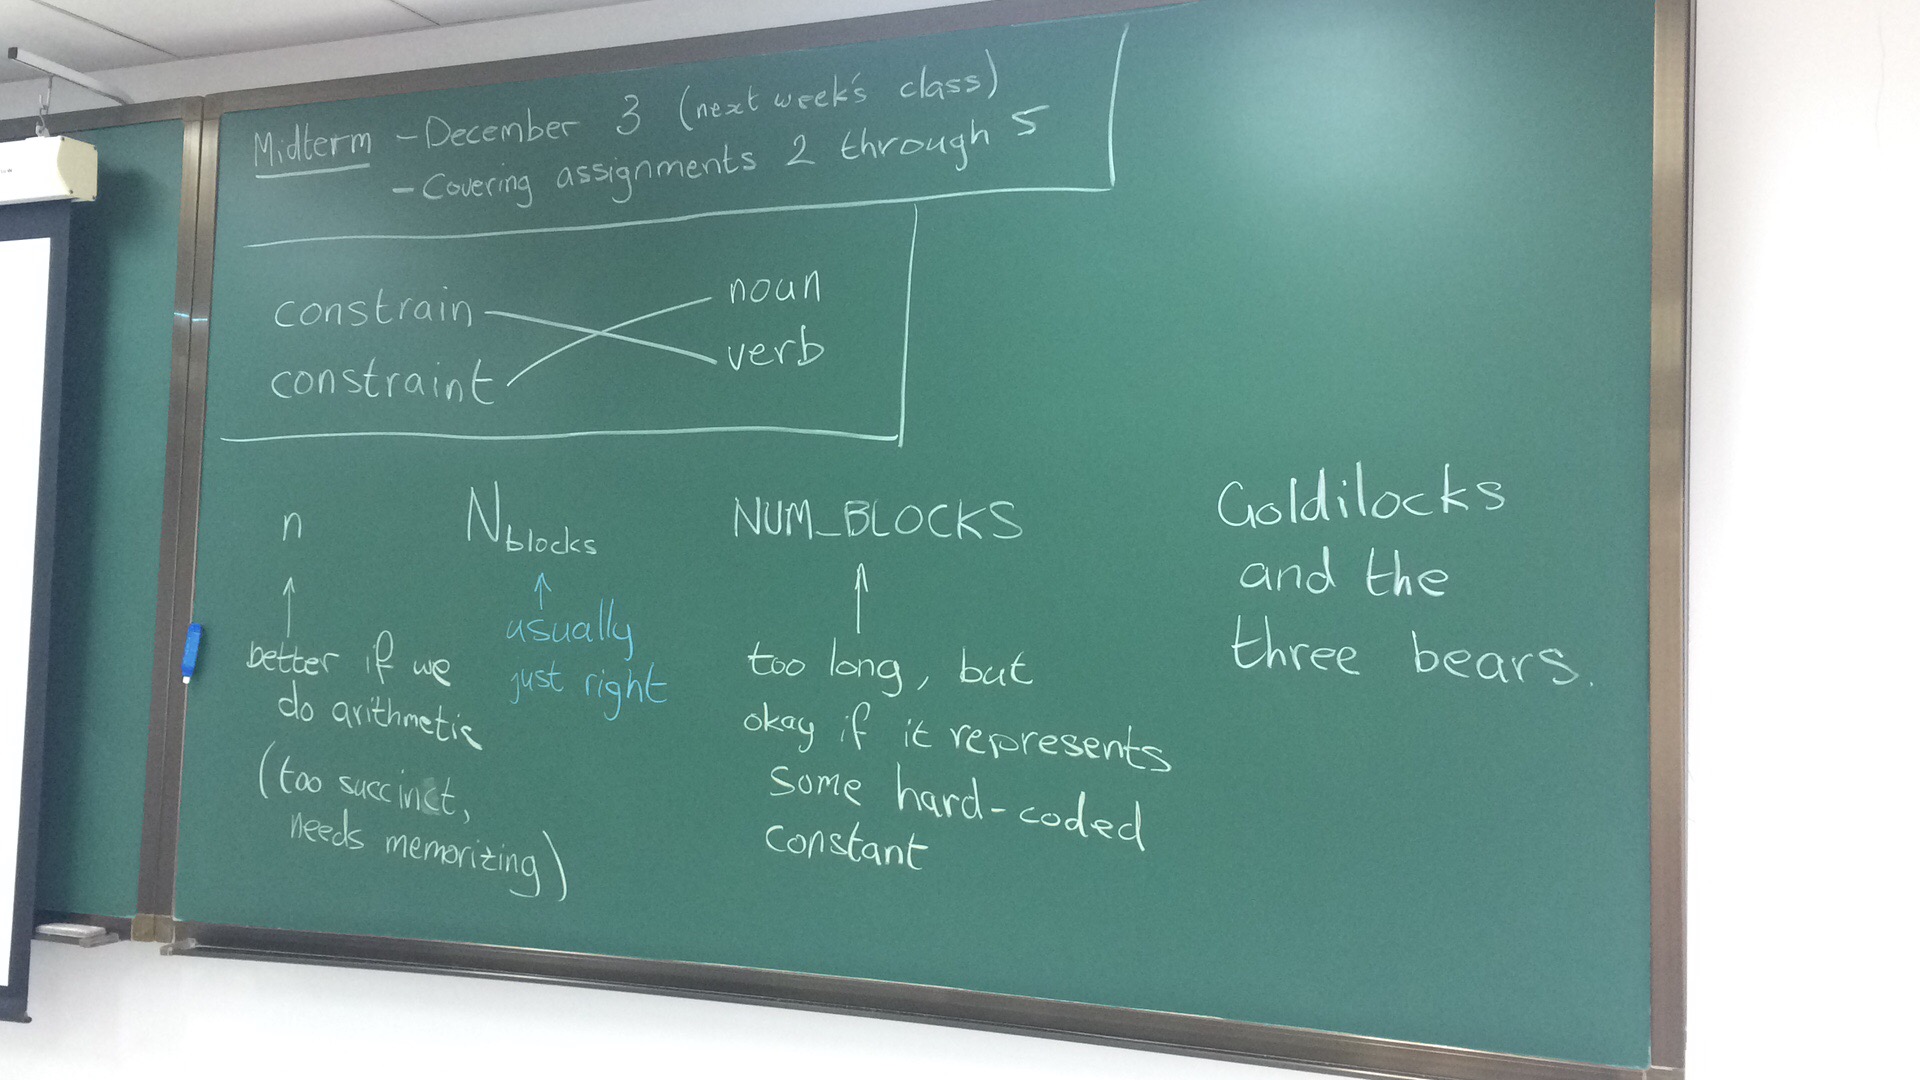 Midterm - December 3 (next week's class)
- Covering assignments 2 through 5
constrain
noun
constraint
verb
n
better if we
do arithmetic
(too succinct,
needs memorizing)
Nblocks
usually
just right
NUM_BLOCKS
too long, but
okay if it represents
some hard-coded
constant
Goldilocks
and the
three bears.